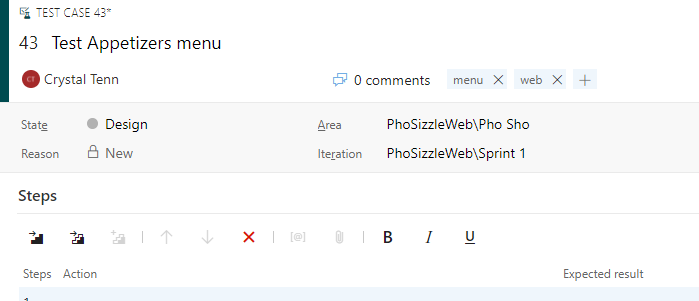 TEST CASE 43*
43 Test Appetizers menu
CT Crystal Tenn 0 comments menu web
State Design Area PhoSizzleWeb\Pho Sho
Reason New Iteration PhoSizzleWeb\Sprint 1
Steps
[@] B I U
Steps Action Expected result